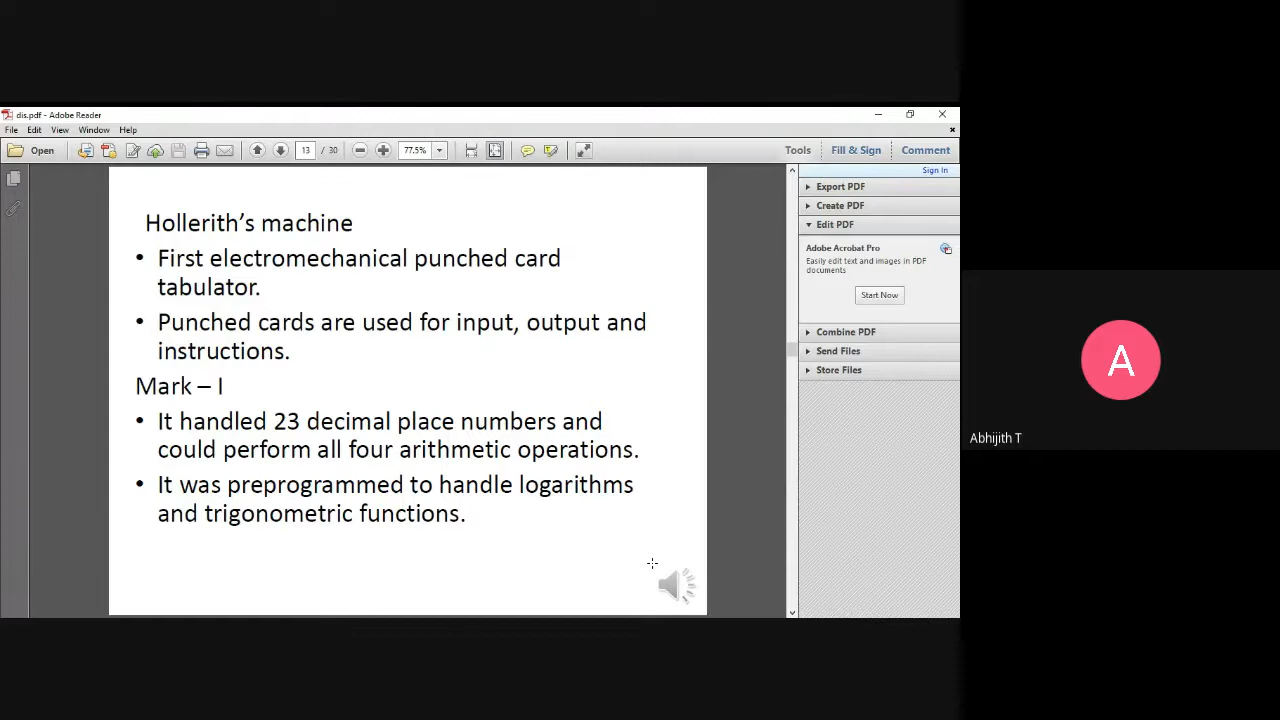 dis.pdf - Adobe Reader
File Edit View Window Help
Open 13 / 30 77.5% Tools Fill & Sign Comment
Sign In
Export PDF
Create PDF
Edit PDF
Adobe Acrobat Pro
Easily edit text and images in PDF
documents
Start Now
Combine PDF
Send Files
Store Files
Hollerith’s machine
• First electromechanical punched card
tabulator.
• Punched cards are used for input, output and
instructions.
Mark – I
• It handled 23 decimal place numbers and
could perform all four arithmetic operations.
• It was preprogrammed to handle logarithms
and trigonometric functions.
A
Abhijith T